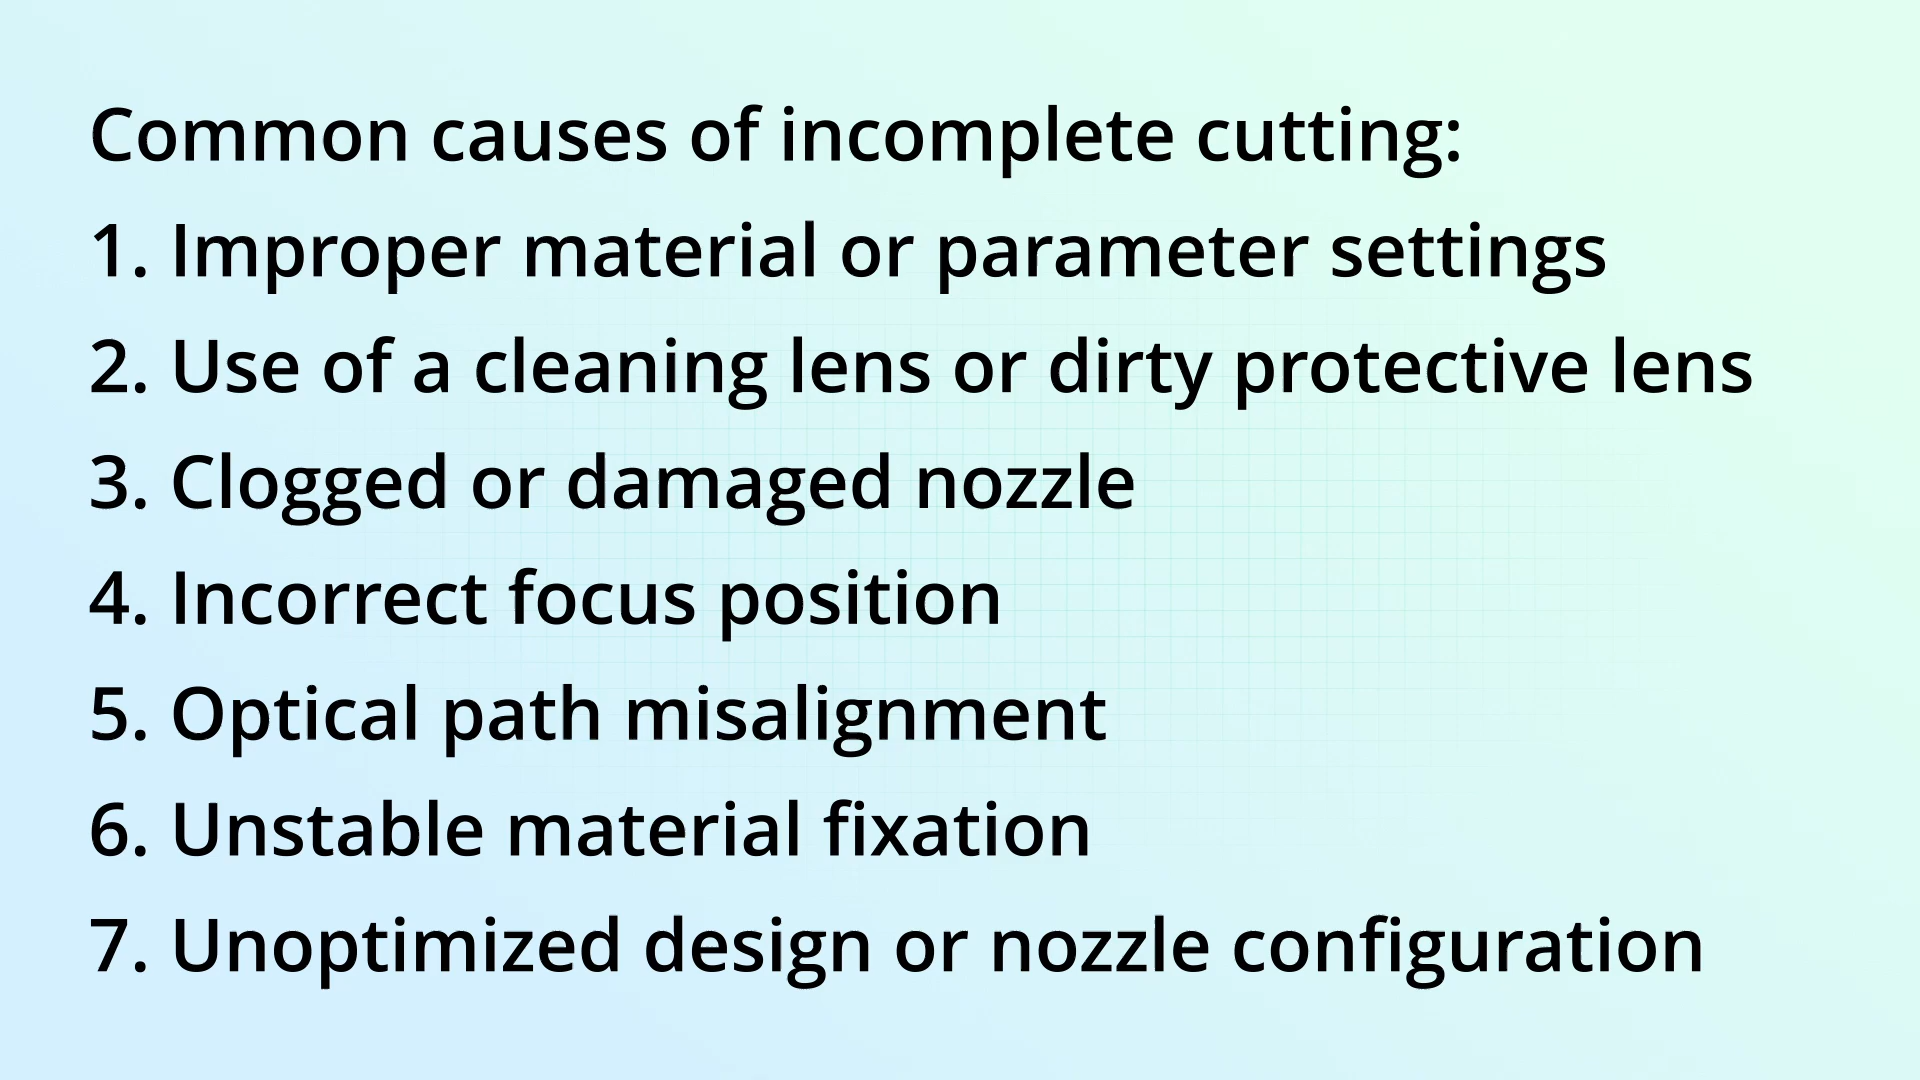 Common causes of incomplete cutting:
1. Improper material or parameter settings
2. Use of a cleaning lens or dirty protective lens
3. Clogged or damaged nozzle
4. Incorrect focus position
5. Optical path misalignment
6. Unstable material fixation
7. Unoptimized design or nozzle configuration